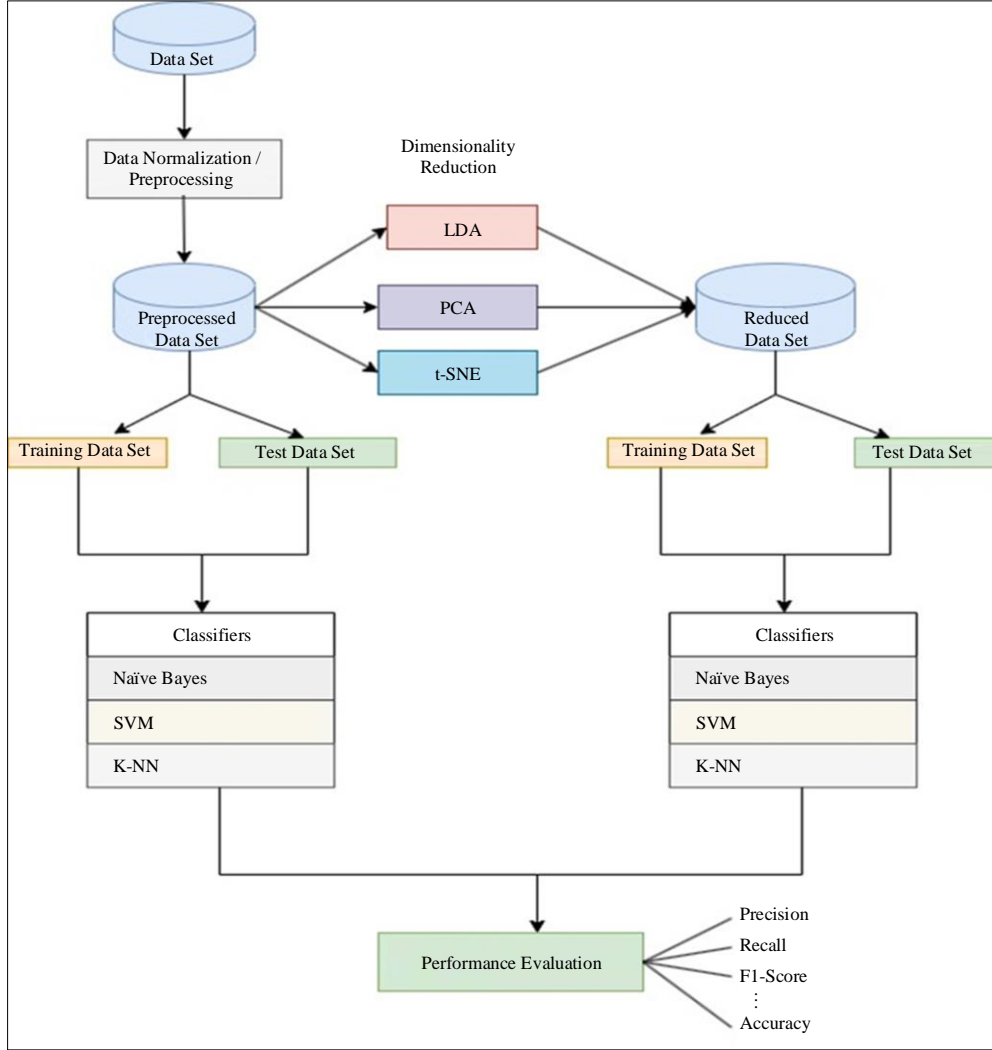 Data Set
Data Normalization /
Preprocessing
Dimensionality
Reduction
LDA
PCA
t-SNE
Preprocessed
Data Set
Reduced
Data Set
Training Data Set
Test Data Set
Training Data Set
Test Data Set
Classifiers
Naïve Bayes
SVM
K-NN
Classifiers
Naïve Bayes
SVM
K-NN
Performance Evaluation
Precision
Recall
F1-Score
⋮
Accuracy